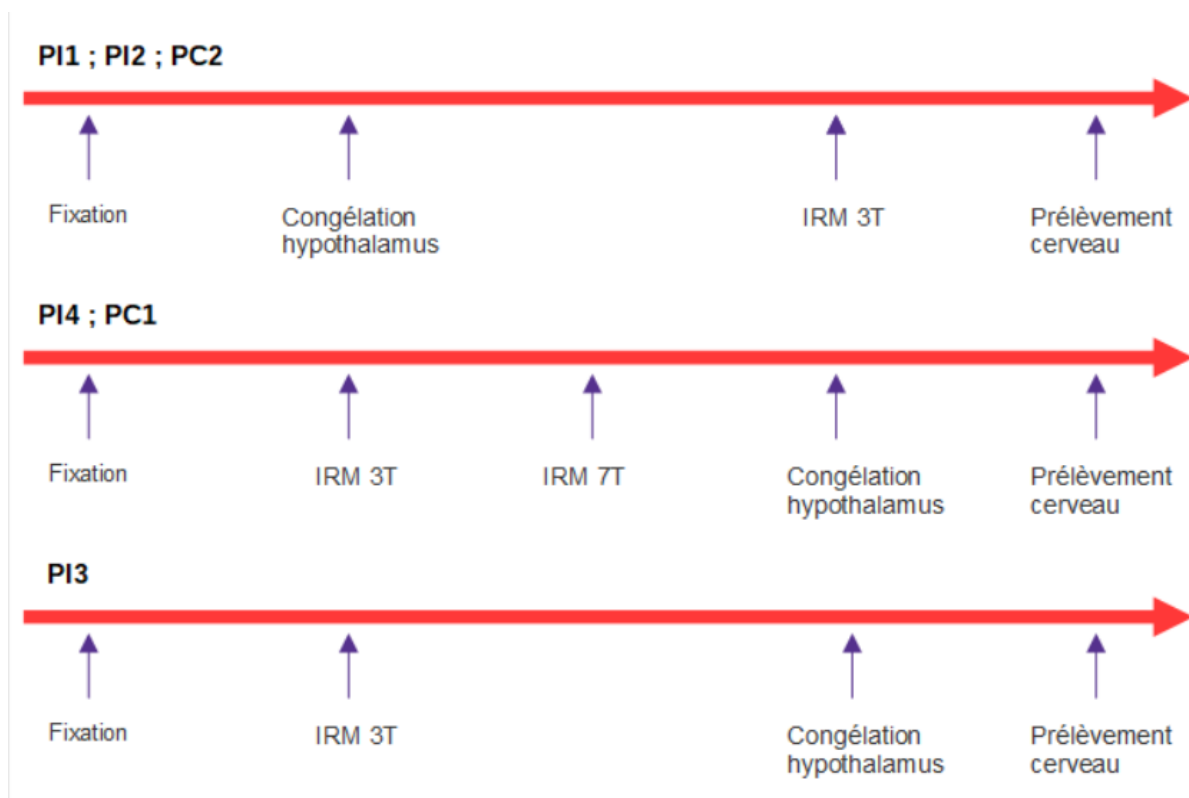 PI1 ; PI2 ; PC2
Fixation
Congélation
hypothalamus
IRM 3T
Prélèvement
cerveau
PI4 ; PC1
Fixation
IRM 3T
IRM 7T
Congélation
hypothalamus
Prélèvement
cerveau
PI3
Fixation
IRM 3T
Congélation
hypothalamus
Prélèvement
cerveau